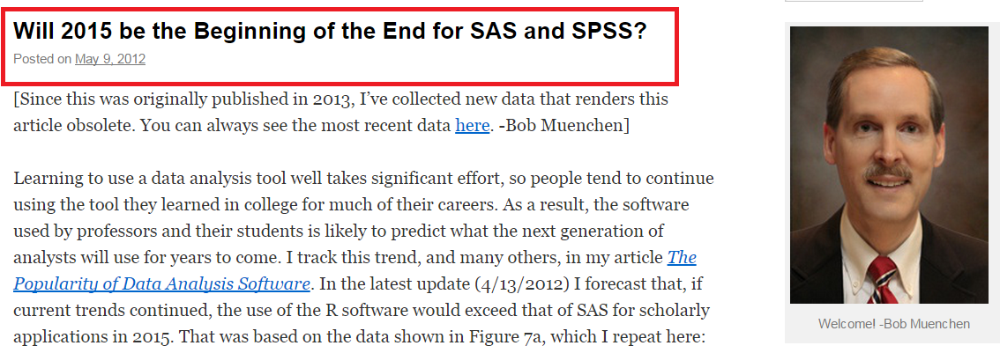 Will 2015 be the Beginning of the End for SAS and SPSS?
Posted on May 9, 2012
[Since this was originally published in 2013, I’ve collected new data that renders this
article obsolete. You can always see the most recent data here. -Bob Muenchen]
Learning to use a data analysis tool well takes significant effort, so people tend to continue
using the tool they learned in college for much of their careers. As a result, the software
used by professors and their students is likely to predict what the next generation of
analysts will use for years to come. I track this trend, and many others, in my article The
Popularity of Data Analysis Software. In the latest update (4/13/2012) I forecast that, if
current trends continued, the use of the R software would exceed that of SAS for scholarly
applications in 2015. That was based on the data shown in Figure 7a, which I repeat here:
Welcome! -Bob Muenchen